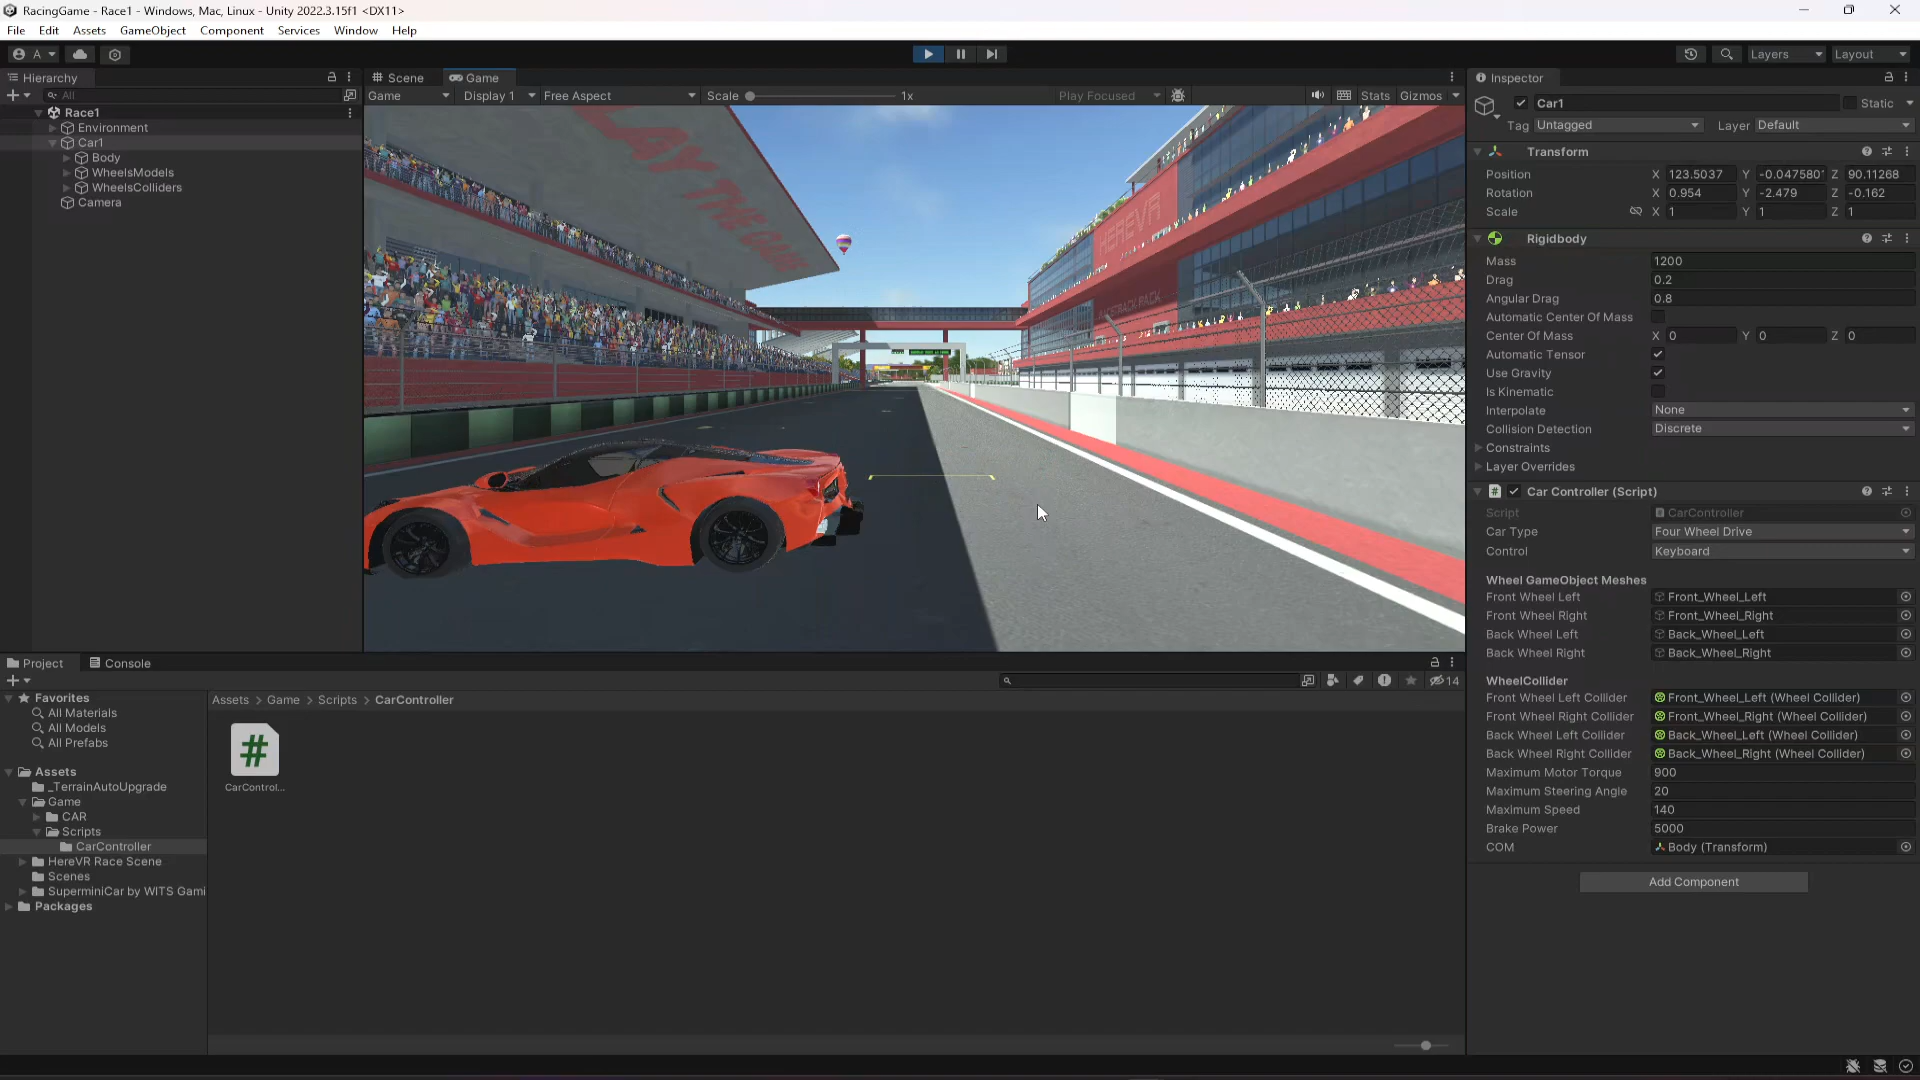 RacingGame - Race1 - Windows, Mac, Linux - Unity 2022.3.15f1 <DX11>
File Edit Assets GameObject Component Services Window Help
A Layers Layout
Hierarchy
All
Race1
Environment
Car1
Body
WheelsModels
WheelsColliders
Camera
Scene Game
Game Display 1 Free Aspect Scale 1x Play Focused Stats Gizmos
PLAY THE GAME
HEREVR
RACETRACK PACK
Inspector
Car1 Static
Tag Untagged Layer Default
Transform
Position X 123.5037 Y -0.0475801 Z 90.11268
Rotation X 0.954 Y -2.479 Z -0.162
Scale X 1 Y 1 Z 1
Rigidbody
Mass 1200
Drag 0.2
Angular Drag 0.8
Automatic Center Of Mass
Center Of Mass X 0 Y 0 Z 0
Automatic Tensor
Use Gravity
Is Kinematic
Interpolate None
Collision Detection Discrete
Constraints
Layer Overrides
# Car Controller (Script)
Script CarController
Car Type Four Wheel Drive
Control Keyboard
Wheel GameObject Meshes
Front Wheel Left Front_Wheel_Left
Front Wheel Right Front_Wheel_Right
Back Wheel Left Back_Wheel_Left
Back Wheel Right Back_Wheel_Right
WheelCollider
Front Wheel Left Collider Front_Wheel_Left (Wheel Collider)
Front Wheel Right Collider Front_Wheel_Right (Wheel Collider)
Back Wheel Left Collider Back_Wheel_Left (Wheel Collider)
Back Wheel Right Collider Back_Wheel_Right (Wheel Collider)
Maximum Motor Torque 900
Maximum Steering Angle 20
Maximum Speed 140
Brake Power 5000
COM Body (Transform)
Add Component
Project Console
14
Favorites
All Materials
All Models
All Prefabs
Assets
_TerrainAutoUpgrade
Game
CAR
Scripts
CarController
HereVR Race Scene
Scenes
SuperminiCar by WITS Gami
Packages
Assets > Game > Scripts > CarController
#
CarControl...